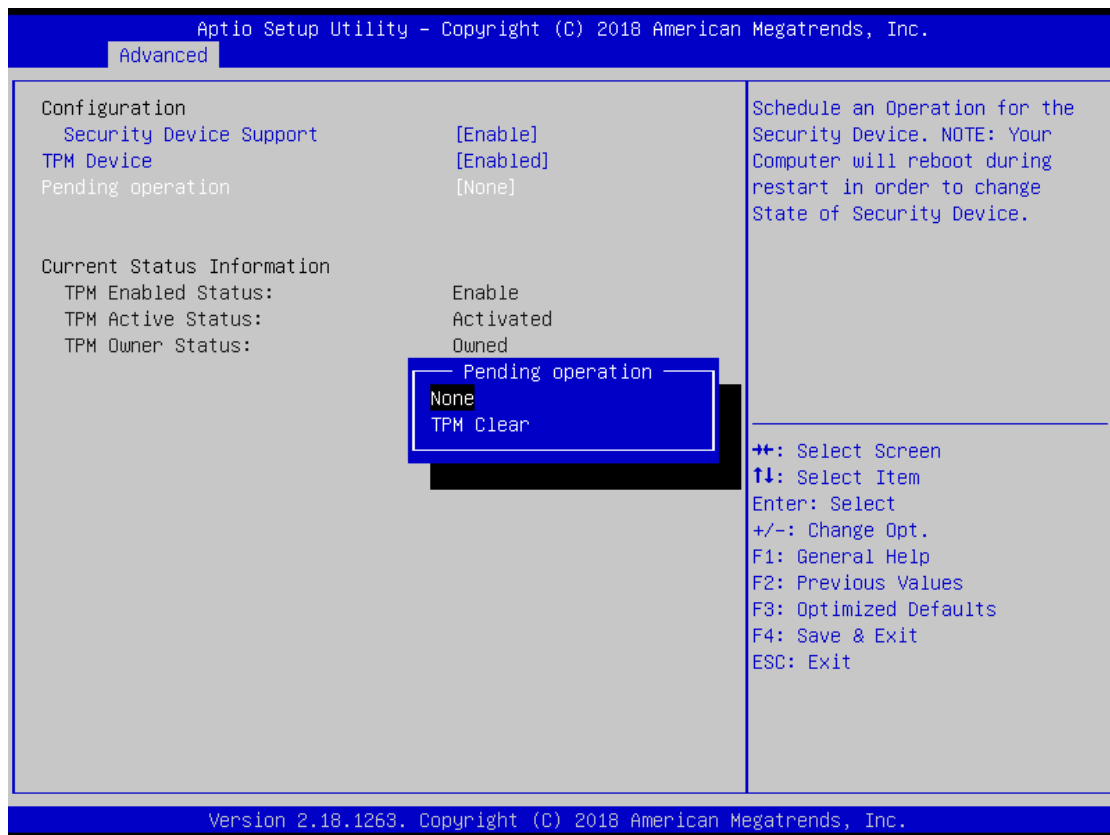 Aptio Setup Utility – Copyright (C) 2018 American Megatrends, Inc.
Advanced
Configuration
Security Device Support [Enable]
TPM Device [Enabled]
Pending operation [None]
Current Status Information
TPM Enabled Status: Enable
TPM Active Status: Activated
TPM Owner Status: Owned
Pending operation
None
TPM Clear
Schedule an Operation for the
Security Device. NOTE: Your
Computer will reboot during
restart in order to change
State of Security Device.
→←: Select Screen
↑↓: Select Item
Enter: Select
+/-: Change Opt.
F1: General Help
F2: Previous Values
F3: Optimized Defaults
F4: Save & Exit
ESC: Exit
Version 2.18.1263. Copyright (C) 2018 American Megatrends, Inc.